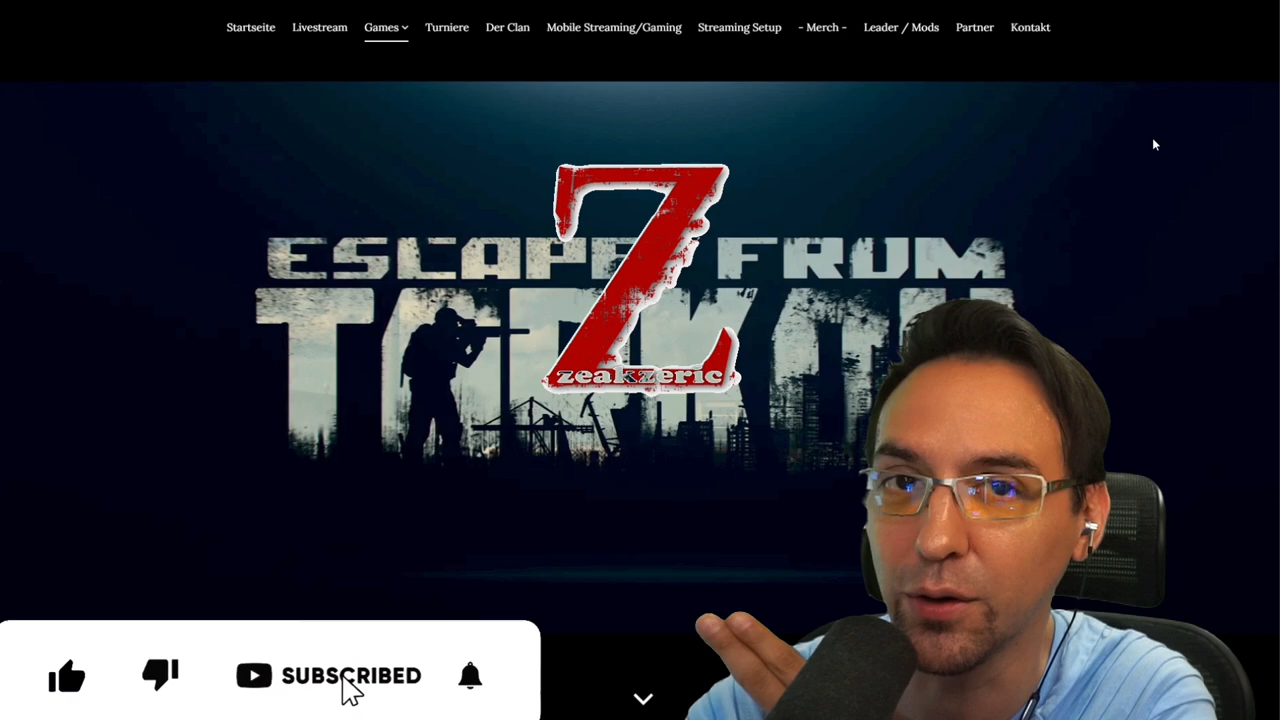 Startseite Livestream Games Turniere Der Clan Mobile Streaming/Gaming Streaming Setup - Merch - Leader / Mods Partner Kontakt
Z
ESCAPE FROM
TARKOV
zeakzeric
SUBSCRIBED